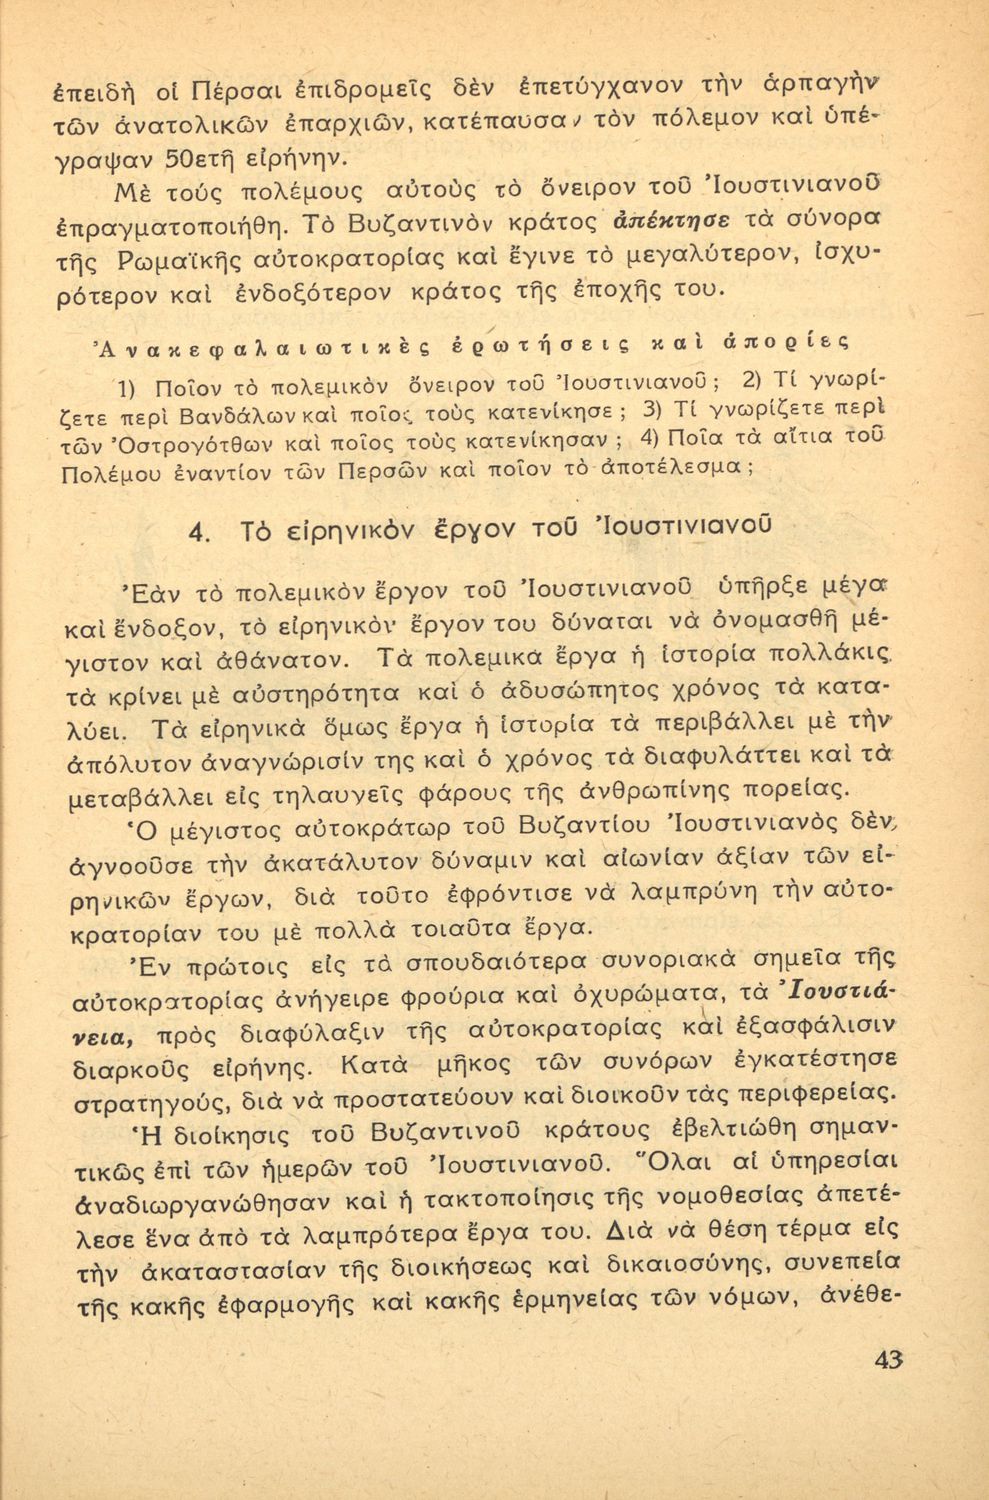 ἐπειδὴ οἱ Πέρσαι ἐπιδρομεῖς δὲν ἐπετύγχανον τὴν ἁρπαγὴν
τῶν ἀνατολικῶν ἐπαρχιῶν, κατέπαυσαν τὸν πόλεμον καὶ ὑπέ-
γραψαν 50ετῆ εἰρήνην.
Μὲ τούς πολέμους αὐτοὺς τὸ ὄνειρον τοῦ Ἰουστινιανοῦ
ἐπραγματοποιήθη. Τὸ Βυζαντινὸν κράτος ἀπέκτησε τὰ σύνορα
τῆς Ρωμαϊκῆς αὐτοκρατορίας καὶ ἔγινε τὸ μεγαλύτερον, ἰσχυ-
ρότερον καὶ ἐνδοξότερον κράτος τῆς ἐποχῆς του.
Ἀνακεφαλαιωτικὲς ἐρωτήσεις καὶ ἀπορίες
1) Ποῖον τὸ πολεμικὸν ὄνειρον τοῦ Ἰουστινιανοῦ; 2) Τί γνωρί-
ζετε περὶ Βανδάλων καὶ ποῖος τοὺς κατενίκησε; 3) Τί γνωρίζετε περὶ
τῶν Ὀστρογότθων καὶ ποῖος τοὺς κατενίκησαν; 4) Ποῖα τὰ αἴτια τοῦ
Πολέμου ἐναντίον τῶν Περσῶν καὶ ποῖον τὸ ἀποτέλεσμα;
4. Τὸ εἰρηνικὸν ἔργον τοῦ Ἰουστινιανοῦ
Ἐὰν τὸ πολεμικὸν ἔργον τοῦ Ἰουστινιανοῦ ὑπῆρξε μέγα
καὶ ἔνδοξον, τὸ εἰρηνικὸν ἔργον του δύναται νὰ ὀνομασθῆ μέ-
γιστον καὶ ἀθάνατον. Τὰ πολεμικὰ ἔργα ἡ ἱστορία πολλάκις
τὰ κρίνει μὲ αὐστηρότητα καὶ ὁ ἀδυσώπητος χρόνος τὰ κατα-
λύει. Τὰ εἰρηνικὰ ὅμως ἔργα ἡ ἱστορία τὰ περιβάλλει μὲ τὴν
ἀπόλυτον ἀναγνώρισίν της καὶ ὁ χρόνος τὰ διαφυλάττει καὶ τὰ
μεταβάλλει εἰς τηλαυγεῖς φάρους τῆς ἀνθρωπίνης πορείας.
Ὁ μέγιστος αὐτοκράτωρ τοῦ Βυζαντίου Ἰουστινιανὸς δὲν
ἀγνοοῦσε τὴν ἀκατάλυτον δύναμιν καὶ αἰωνίαν ἀξίαν τῶν εἰ-
ρηνικῶν ἔργων, διὰ τοῦτο ἐφρόντισε νὰ λαμπρύνη τὴν αὐτο-
κρατορίαν του μὲ πολλὰ τοιαῦτα ἔργα.
Ἐν πρώτοις εἰς τὰ σπουδαιότερα συνοριακὰ σημεῖα τῆς
αὐτοκρατορίας ἀνήγειρε φρούρια καὶ ὀχυρώματα, τὰ Ἰουστιά-
νεια, πρὸς διαφύλαξιν τῆς αὐτοκρατορίας καὶ ἐξασφάλισιν
διαρκοῦς εἰρήνης. Κατὰ μῆκος τῶν συνόρων ἐγκατέστησε
στρατηγούς, διὰ νὰ προστατεύουν καὶ διοικοῦν τὰς περιφερείας.
Ἡ διοίκησις τοῦ Βυζαντινοῦ κράτους ἐβελτιώθη σημαν-
τικῶς ἐπὶ τῶν ἡμερῶν τοῦ Ἰουστινιανοῦ. Ὅλαι αἱ ὑπηρεσίαι
ἀναδιωργανώθησαν καὶ ἡ τακτοποίησις τῆς νομοθεσίας ἀπετέ-
λεσε ἕνα ἀπὸ τὰ λαμπρότερα ἔργα του. Διὰ νὰ θέση τέρμα εἰς
τὴν ἀκαταστασίαν τῆς διοικήσεως καὶ δικαιοσύνης, συνεπεία
τῆς κακῆς ἐφαρμογῆς καὶ κακῆς ἑρμηνείας τῶν νόμων, ἀνέθε-
43